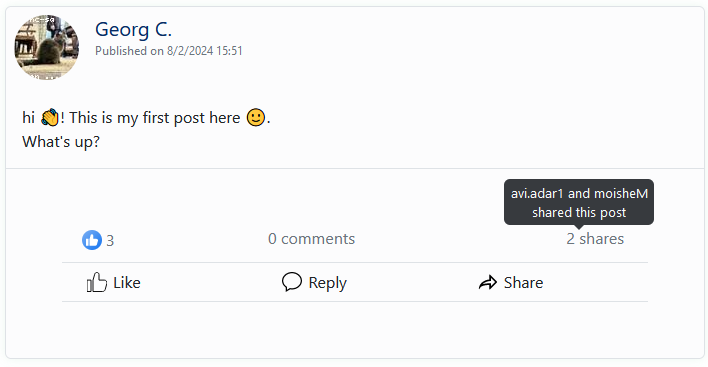 Georg C.
Published on 8/2/2024 15:51
hi 👏! This is my first post here 🙂.
What's up?
avi.adar1 and moisheM
shared this post
3
0 comments
2 shares
Like
Reply
Share